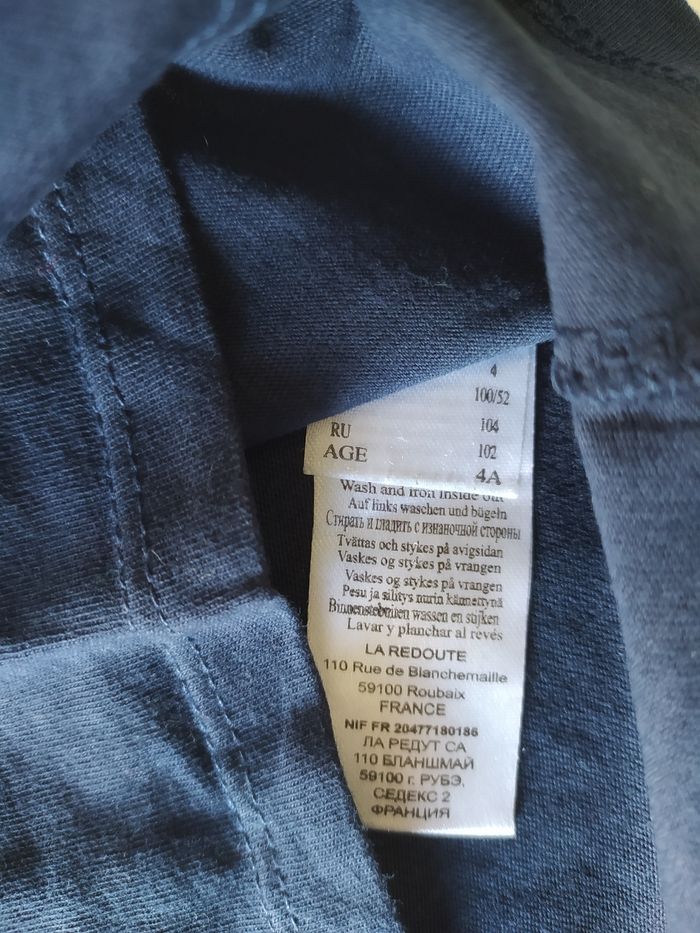 4
100/52
RU 104
AGE 102
4A
Wash and iron inside out
Auf links waschen und bügeln
Стирать и гладить с изнаночной стороны
Tvättas och stykes på avigsidan
Vaskes og stykes på vrangen
Vaskes og stykes på vrangen
Pesu ja silitys nurin kännettynä
Binnenstebuiten wassen en strijken
Lavar y planchar al revés
LA REDOUTE
110 Rue de Blanchemaille
59100 Roubaix
FRANCE
NIF FR 20477180186
ЛА РЕДУТ СА
110 БЛАНШМАЙ
59100 г. РУБЭ,
СЕДЕКС 2
ФРАНЦИЯ